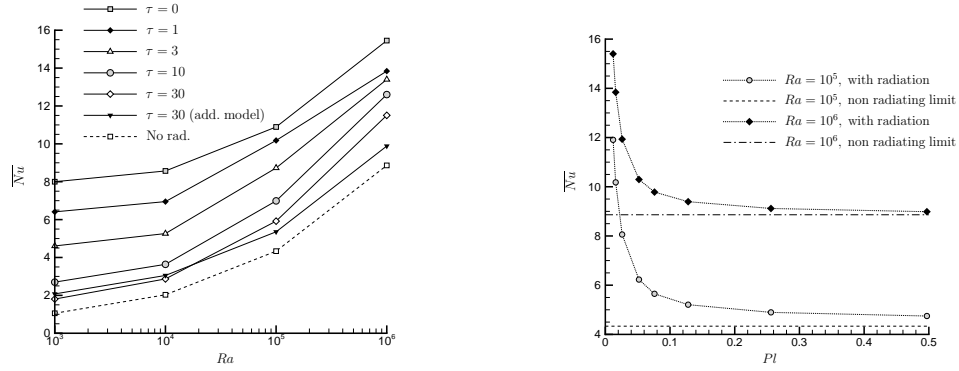 τ = 0
τ = 1
τ = 3
τ = 10
τ = 30
τ = 30 (add. model)
No rad.
16
14
12
10
8
6
4
2
0
Nu
10³ 10⁴ 10⁵ 10⁶
Ra
Ra = 10⁵, with radiation
Ra = 10⁵, non radiating limit
Ra = 10⁶, with radiation
Ra = 10⁶, non radiating limit
16
14
12
10
8
6
4
Nu
0 0.1 0.2 0.3 0.4 0.5
Pl